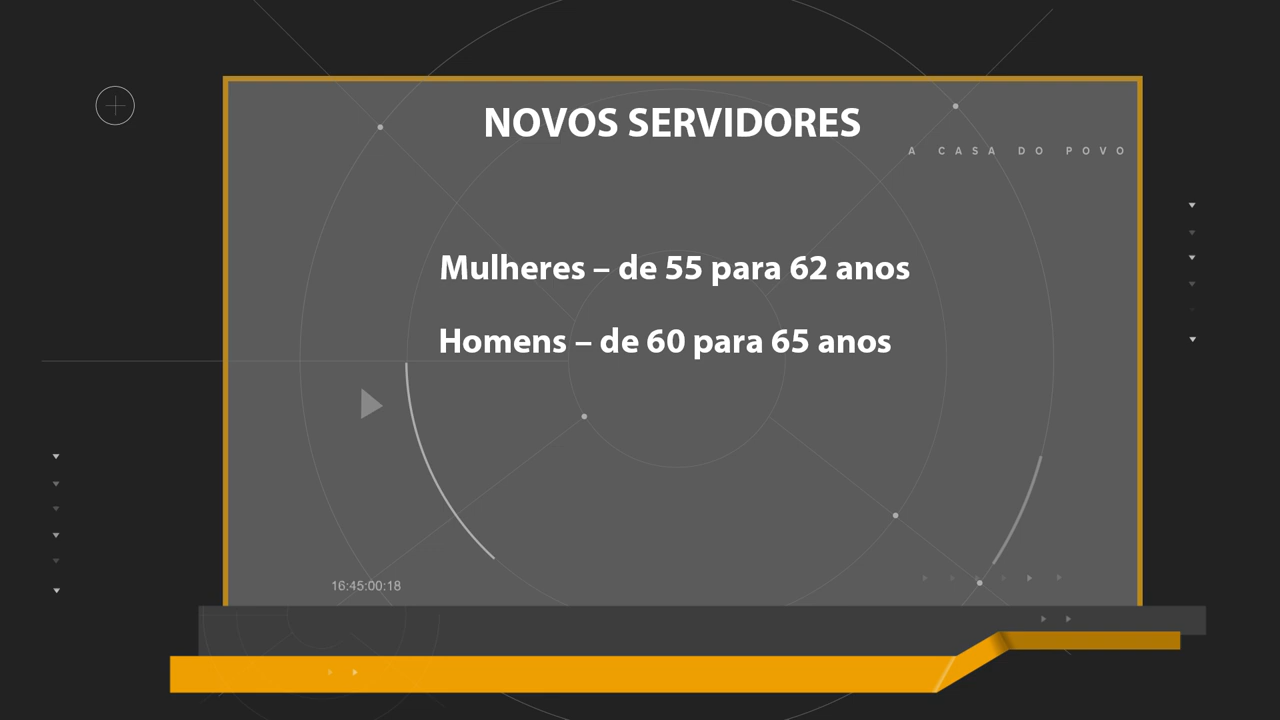 NOVOS SERVIDORES
A CASA DO POVO
Mulheres – de 55 para 62 anos
Homens – de 60 para 65 anos
16:45:00:18